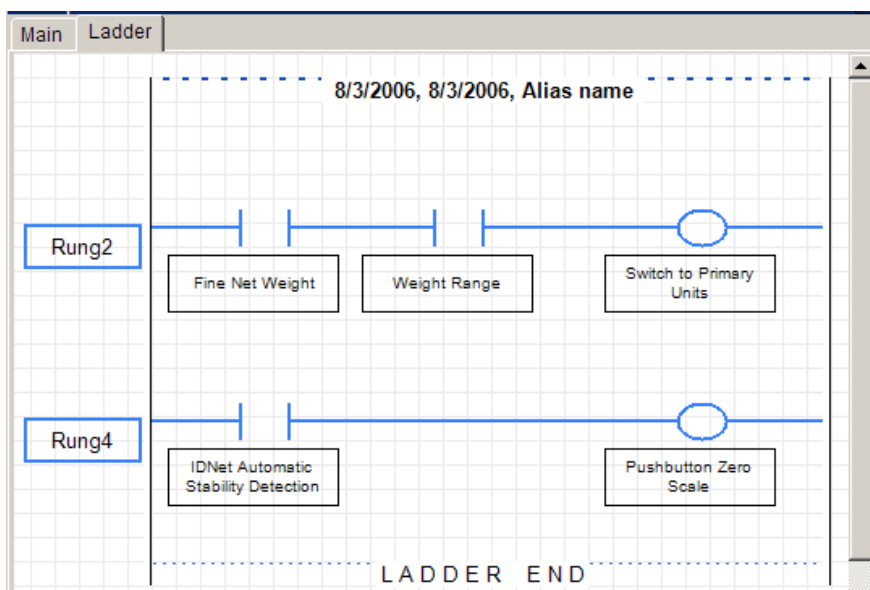 Main Ladder
8/3/2006, 8/3/2006, Alias name
Rung2
Fine Net Weight
Weight Range
Switch to Primary
Units
Rung4
IDNet Automatic
Stability Detection
Pushbutton Zero
Scale
LADDER END